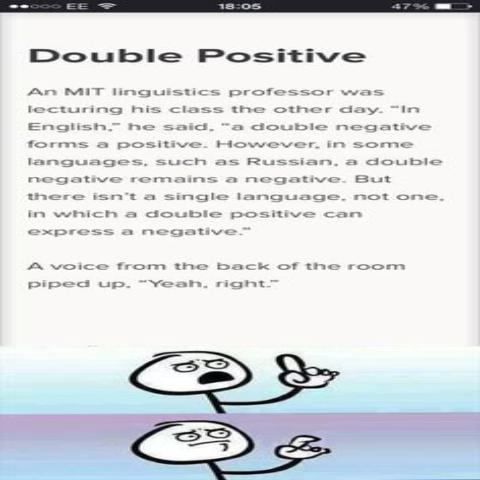 EE 18:05 47%
Double Positive
An MIT linguistics professor was
lecturing his class the other day. "In
English," he said, "a double negative
forms a positive. However, in some
languages, such as Russian, a double
negative remains a negative. But
there isn't a single language, not one,
in which a double positive can
express a negative."
A voice from the back of the room
piped up, "Yeah, right."